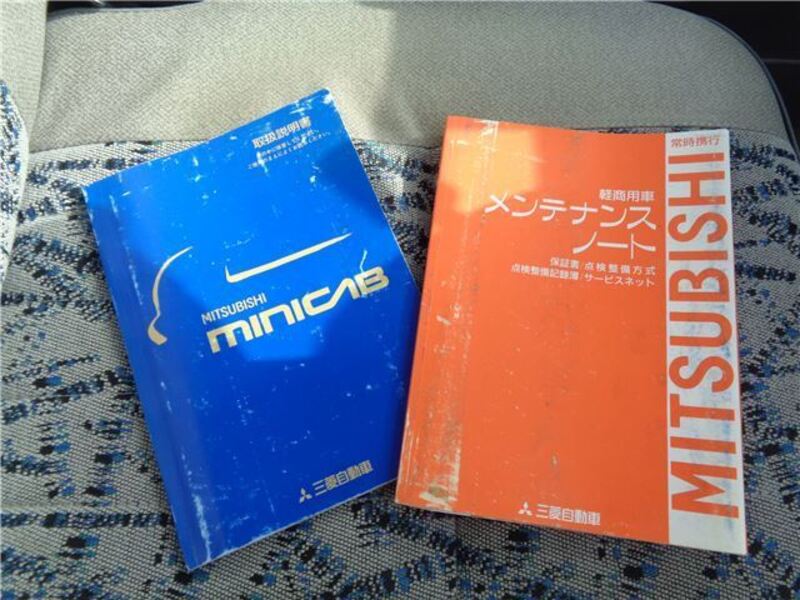 取扱説明書
MITSUBISHI
MINICAB
三菱自動車
常時携行
軽商用車
メンテナンス
ノート
保証書/点検整備方式
点検整備記録簿/サービスネット
MITSUBISHI
三菱自動車